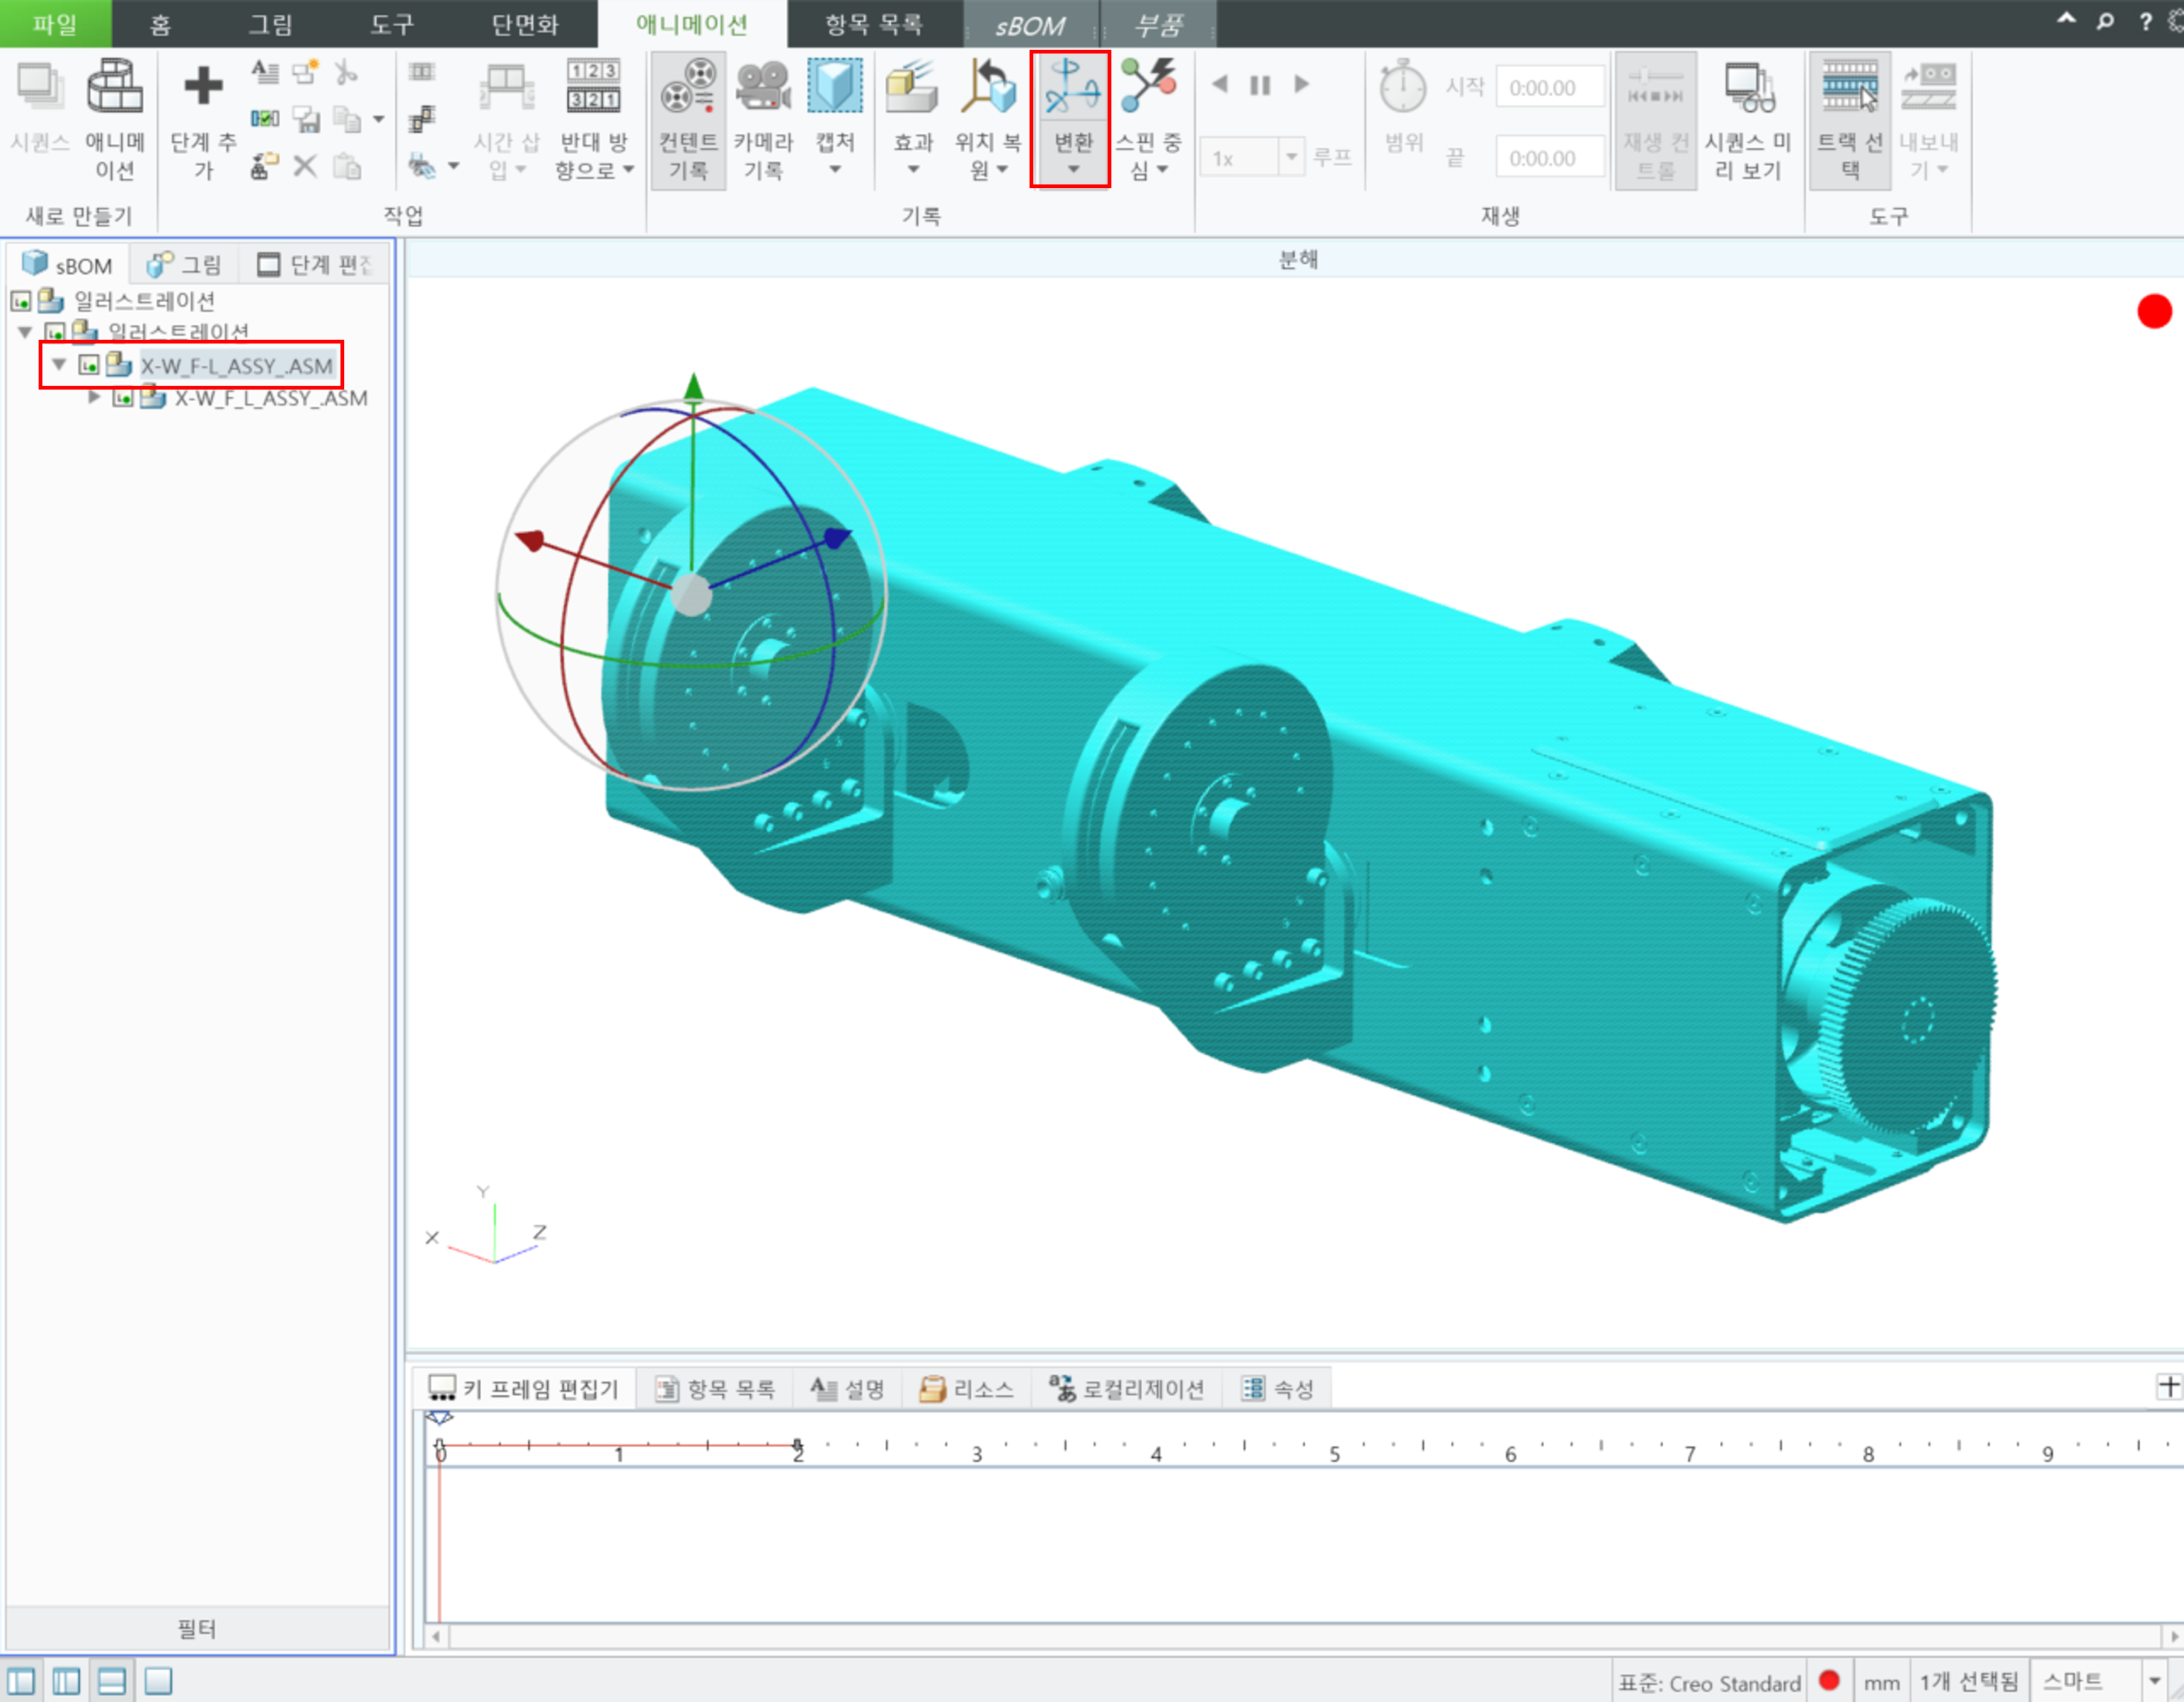 파일 홈 그림 도구 단면화 애니메이션 항목 목록 sBOM 부품
시퀀스 애니메이션 단계 추가 시간 삽입 반대 방향으로 컨텐트 기록 카메라 기록 캡처 효과 위치 복원 변환 스핀 중심 1x 루프 범위 시작 0:00.00 끝 0:00.00 재생 컨트롤 시퀀스 미리 보기 트랙 선택 내보내기
새로 만들기 작업 기록 재생 도구
sBOM 그림 단계 편집
분해
일러스트레이션
일러스트레이션
X-W_F-L_ASSY_.ASM
X-W_F_L_ASSY_.ASM
Y
X Z
키 프레임 편집기 항목 목록 설명 리소스 로컬리제이션 속성
0 1 2 3 4 5 6 7 8 9
필터
표준: Creo Standard mm 1개 선택됨 스마트